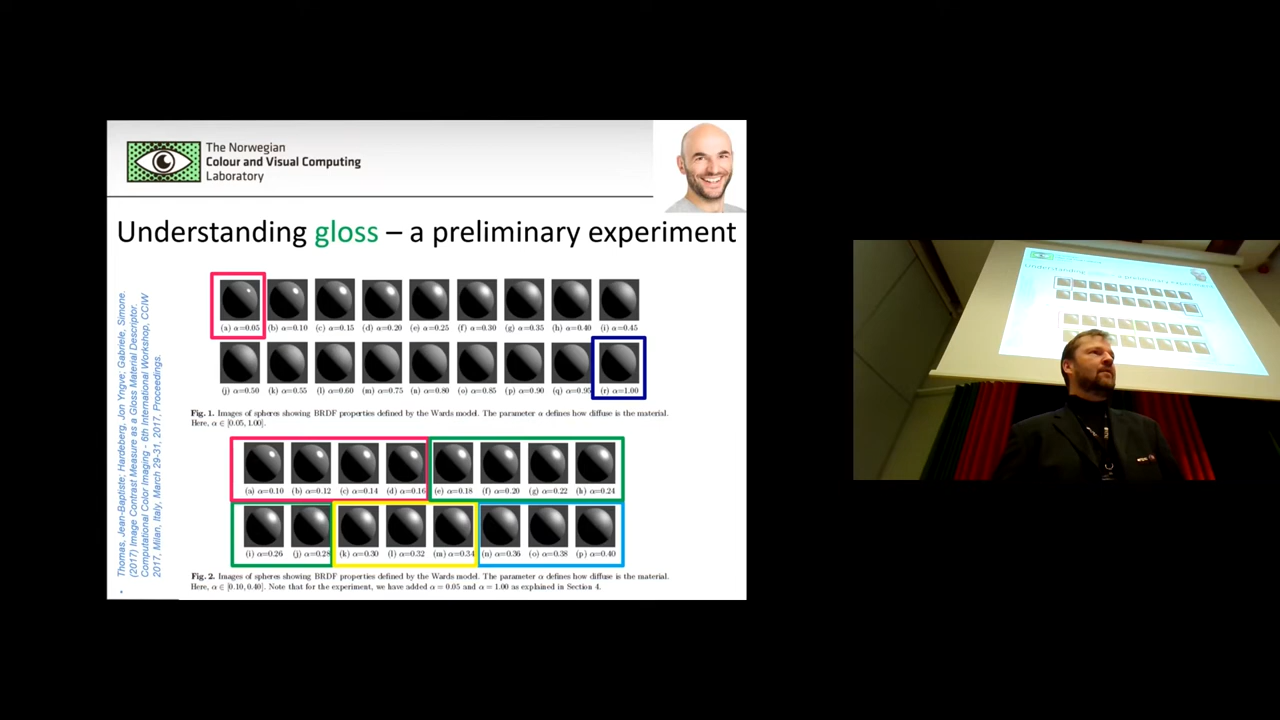 The Norwegian
Colour and Visual Computing
Laboratory
Understanding gloss – a preliminary experiment
Thomas, Jean-Baptiste; Hardeberg, Jon Yngve; Gabriele, Simone.
(2017) Image Contrast Measure as a Gloss Material Descriptor.
Computational Color Imaging - 6th International Workshop, CCIW
2017, Milan, Italy, March 29-31, 2017, Proceedings.
(a) α=0.05 (b) α=0.10 (c) α=0.15 (d) α=0.20 (e) α=0.25 (f) α=0.30 (g) α=0.35 (h) α=0.40 (i) α=0.45
(j) α=0.50 (k) α=0.55 (l) α=0.60 (m) α=0.75 (n) α=0.80 (o) α=0.85 (p) α=0.90 (q) α=0.95 (r) α=1.00
Fig. 1. Images of spheres showing BRDF properties defined by the Wards model. The parameter α defines how diffuse is the material.
Here, α ∈ [0.05, 1.00].
(a) α=0.10 (b) α=0.12 (c) α=0.14 (d) α=0.16 (e) α=0.18 (f) α=0.20 (g) α=0.22 (h) α=0.24
(i) α=0.26 (j) α=0.28 (k) α=0.30 (l) α=0.32 (m) α=0.34 (n) α=0.36 (o) α=0.38 (p) α=0.40
Fig. 2. Images of spheres showing BRDF properties defined by the Wards model. The parameter α defines how diffuse is the material.
Here, α ∈ [0.10, 0.40]. Note that for the experiment, we have added α = 0.05 and α = 1.00 as explained in Section 4.
Understanding gloss – a preliminary experiment